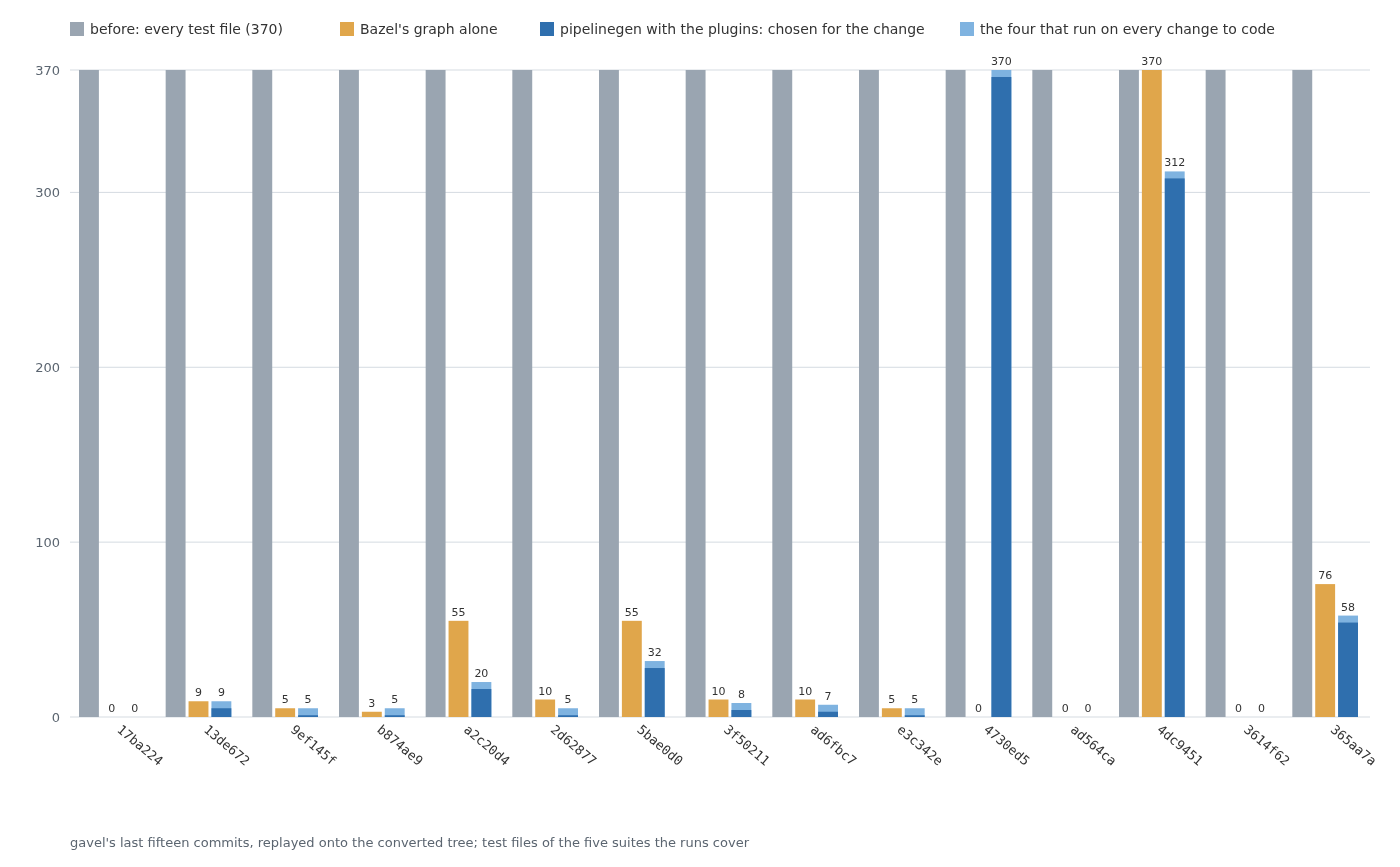 before: every test file (370)
Bazel's graph alone
pipelinegen with the plugins: chosen for the change
the four that run on every change to code
370
300
200
100
0
0 0
9 9
5 5
3 5
55 20
10 5
55 32
10 8
10 7
5 5
0 370
0 0
370 312
0 0
76 58
17ba224
13de672
9ef145f
b874ae9
a2c20d4
2d62877
5bae0d0
3f50211
ad6fbc7
e3c342e
4730ed5
ad564ca
4dc9451
3614f62
365aa7a
gavel's last fifteen commits, replayed onto the converted tree; test files of the five suites the runs cover